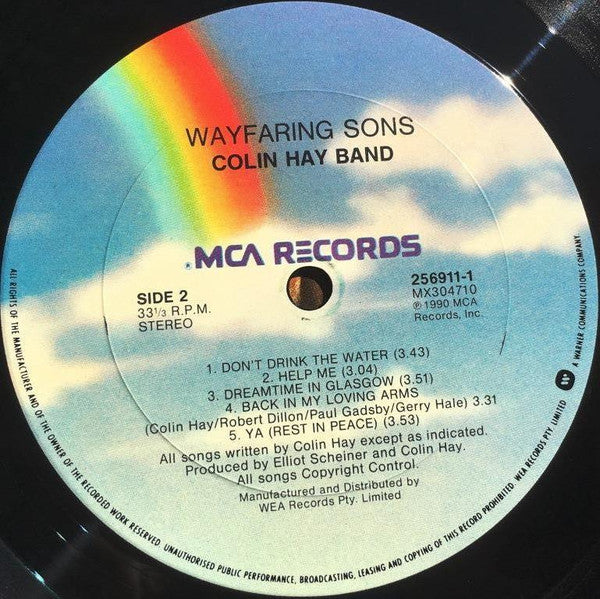 WAYFARING SONS
COLIN HAY BAND
MCA RECORDS
®
SIDE 2
33⅓ R.P.M.
STEREO
256911-1
MX304710
℗ 1990 MCA
Records, Inc.
1. DON'T DRINK THE WATER (3.43)
2. HELP ME (3.04)
3. DREAMTIME IN GLASGOW (3.51)
4. BACK IN MY LOVING ARMS
(Colin Hay/Robert Dillon/Paul Gadsby/Gerry Hale) 3.31
5. YA (REST IN PEACE) (3.53)
All songs written by Colin Hay except as indicated.
Produced by Elliot Scheiner and Colin Hay.
All songs Copyright Control.
Manufactured and Distributed by
WEA Records Pty. Limited
ALL RIGHTS OF THE MANUFACTURER AND OF THE OWNER OF THE RECORDED WORK RESERVED. UNAUTHORISED PUBLIC PERFORMANCE, BROADCASTING, LEASING AND COPYING OF THIS RECORD PROHIBITED. WEA RECORDS PTY. LIMITED A WARNER COMMUNICATIONS COMPANY